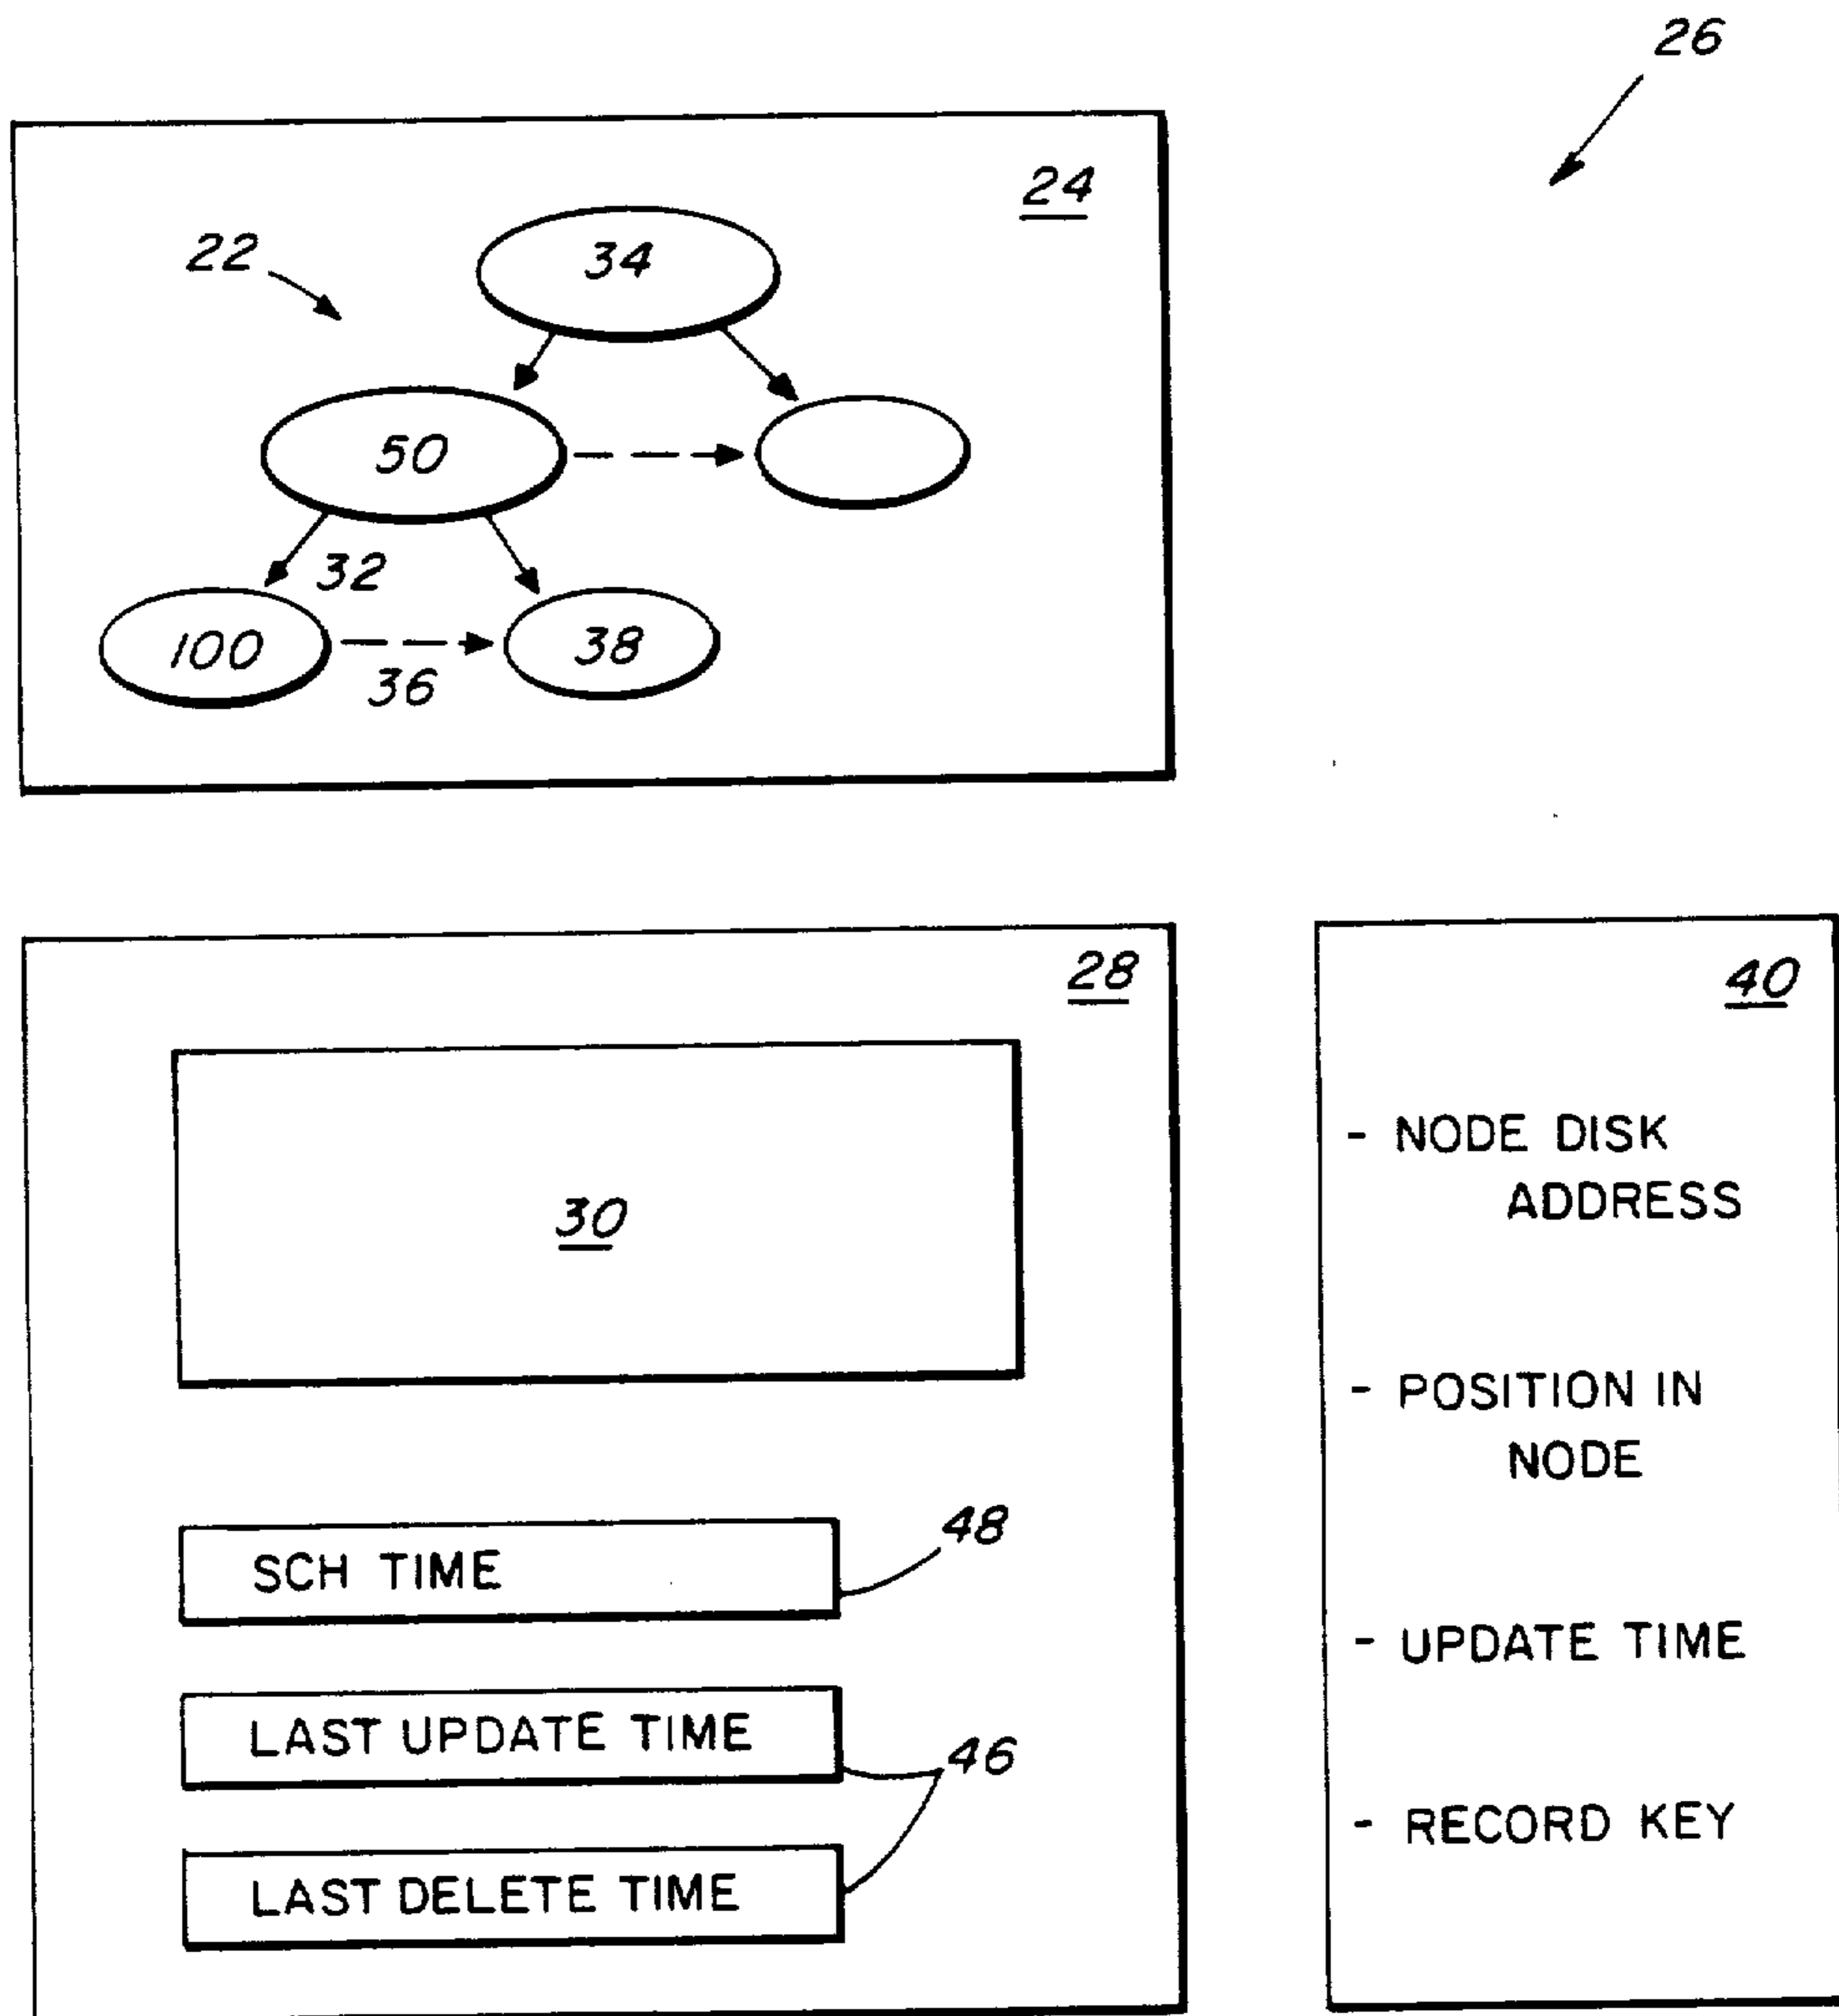 26
24
22
34
50
32
100
38
36
28
30
48
SCH TIME
LAST UPDATE TIME
46
LAST DELETE TIME
40
- NODE DISK
ADDRESS
- POSITION IN
NODE
- UPDATE TIME
- RECORD KEY